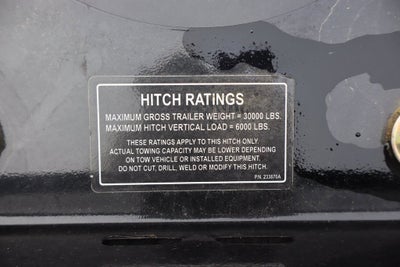 HITCH RATINGS
MAXIMUM GROSS TRAILER WEIGHT = 30000 LBS.
MAXIMUM HITCH VERTICAL LOAD = 6000 LBS.
THESE RATINGS APPLY TO THIS HITCH ONLY
ACTUAL TOWING CAPACITY MAY BE LOWER DEPENDING
ON TOW VEHICLE OR INSTALLED EQUIPMENT.
DO NOT CUT, DRILL, WELD OR MODIFY THIS HITCH.
P/N. 233870A